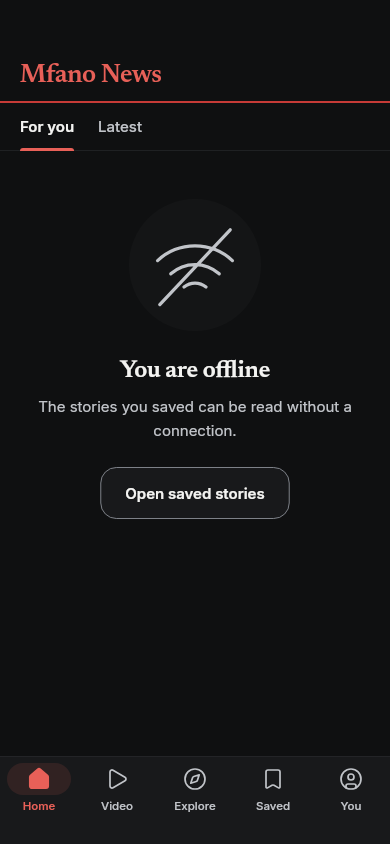 Mfano News
For you
Latest
You are offline
The stories you saved can be read without a
connection.
Open saved stories
Home
Video
Explore
Saved
You